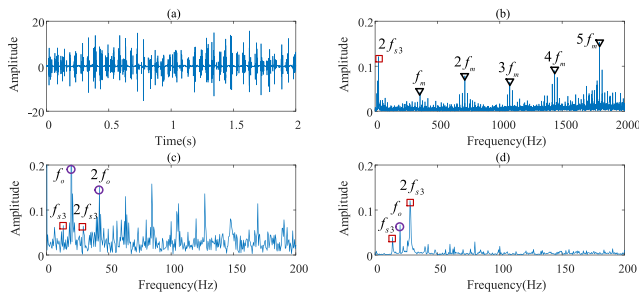 (a)
20
0
-20
Amplitude
0 0.5 1 1.5 2
Time(s)
(b)
0.2
0.1
0
Amplitude
2fs3
fm
2fm
3fm
4fm
5fm
0 500 1000 1500 2000
Frequency(Hz)
(c)
0.2
0.1
0
Amplitude
fo
2fo
fs3
2fs3
0 50 100 150 200
Frequency(Hz)
(d)
0.2
0.1
0
Amplitude
2fs3
fo
fs3
0 50 100 150 200
Frequency(Hz)